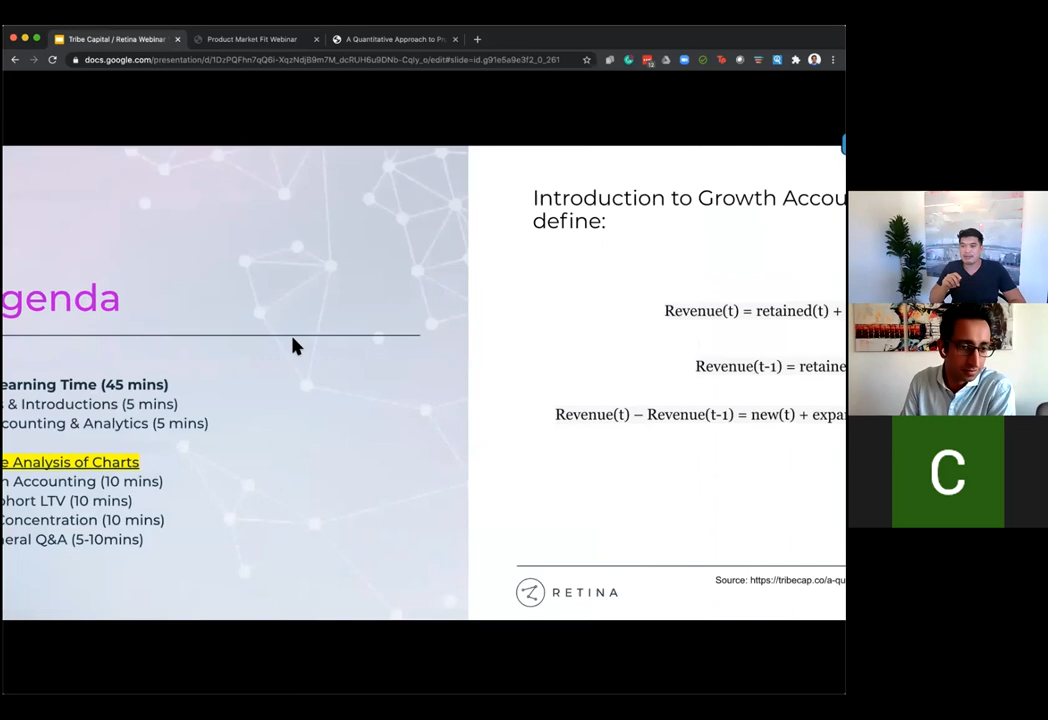 Tribe Capital / Retina Webinar
Product Market Fit Webinar
A Quantitative Approach to Pr
docs.google.com/presentation/d/1DzPQFhn7qQ6i-XqzNdjB9m7M_dcRUH6u9DNb-CqIy_o/edit#slide=id.g91e5a9e3f2_0_261
genda
earning Time (45 mins)
s & Introductions (5 mins)
ccounting & Analytics (5 mins)
e Analysis of Charts
h Accounting (10 mins)
ohort LTV (10 mins)
Concentration (10 mins)
neral Q&A (5-10mins)
Introduction to Growth Accou
define:
Revenue(t) = retained(t) +
Revenue(t-1) = retaine
Revenue(t) – Revenue(t-1) = new(t) + expa
RETINA
Source: https://tribecap.co/a-qu
C